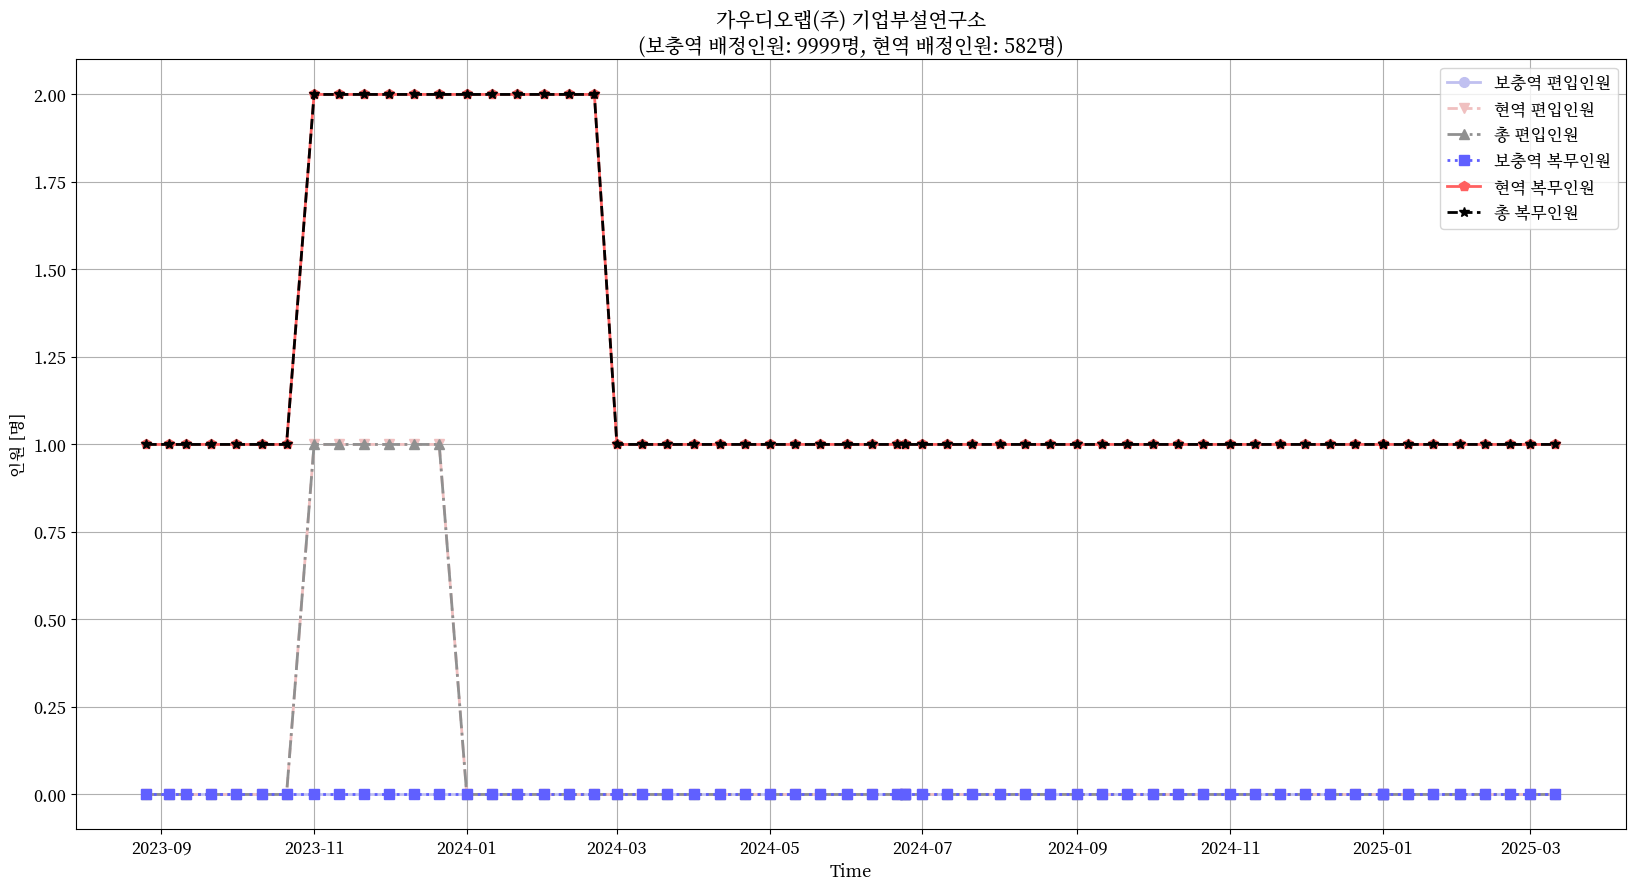 가우디오랩(주) 기업부설연구소
(보충역 배정인원: 9999명, 현역 배정인원: 582명)
보충역 편입인원
현역 편입인원
총 편입인원
보충역 복무인원
현역 복무인원
총 복무인원
인원 [명]
2.00
1.75
1.50
1.25
1.00
0.75
0.50
0.25
0.00
2023-09
2023-11
2024-01
2024-03
2024-05
2024-07
2024-09
2024-11
2025-01
2025-03
Time